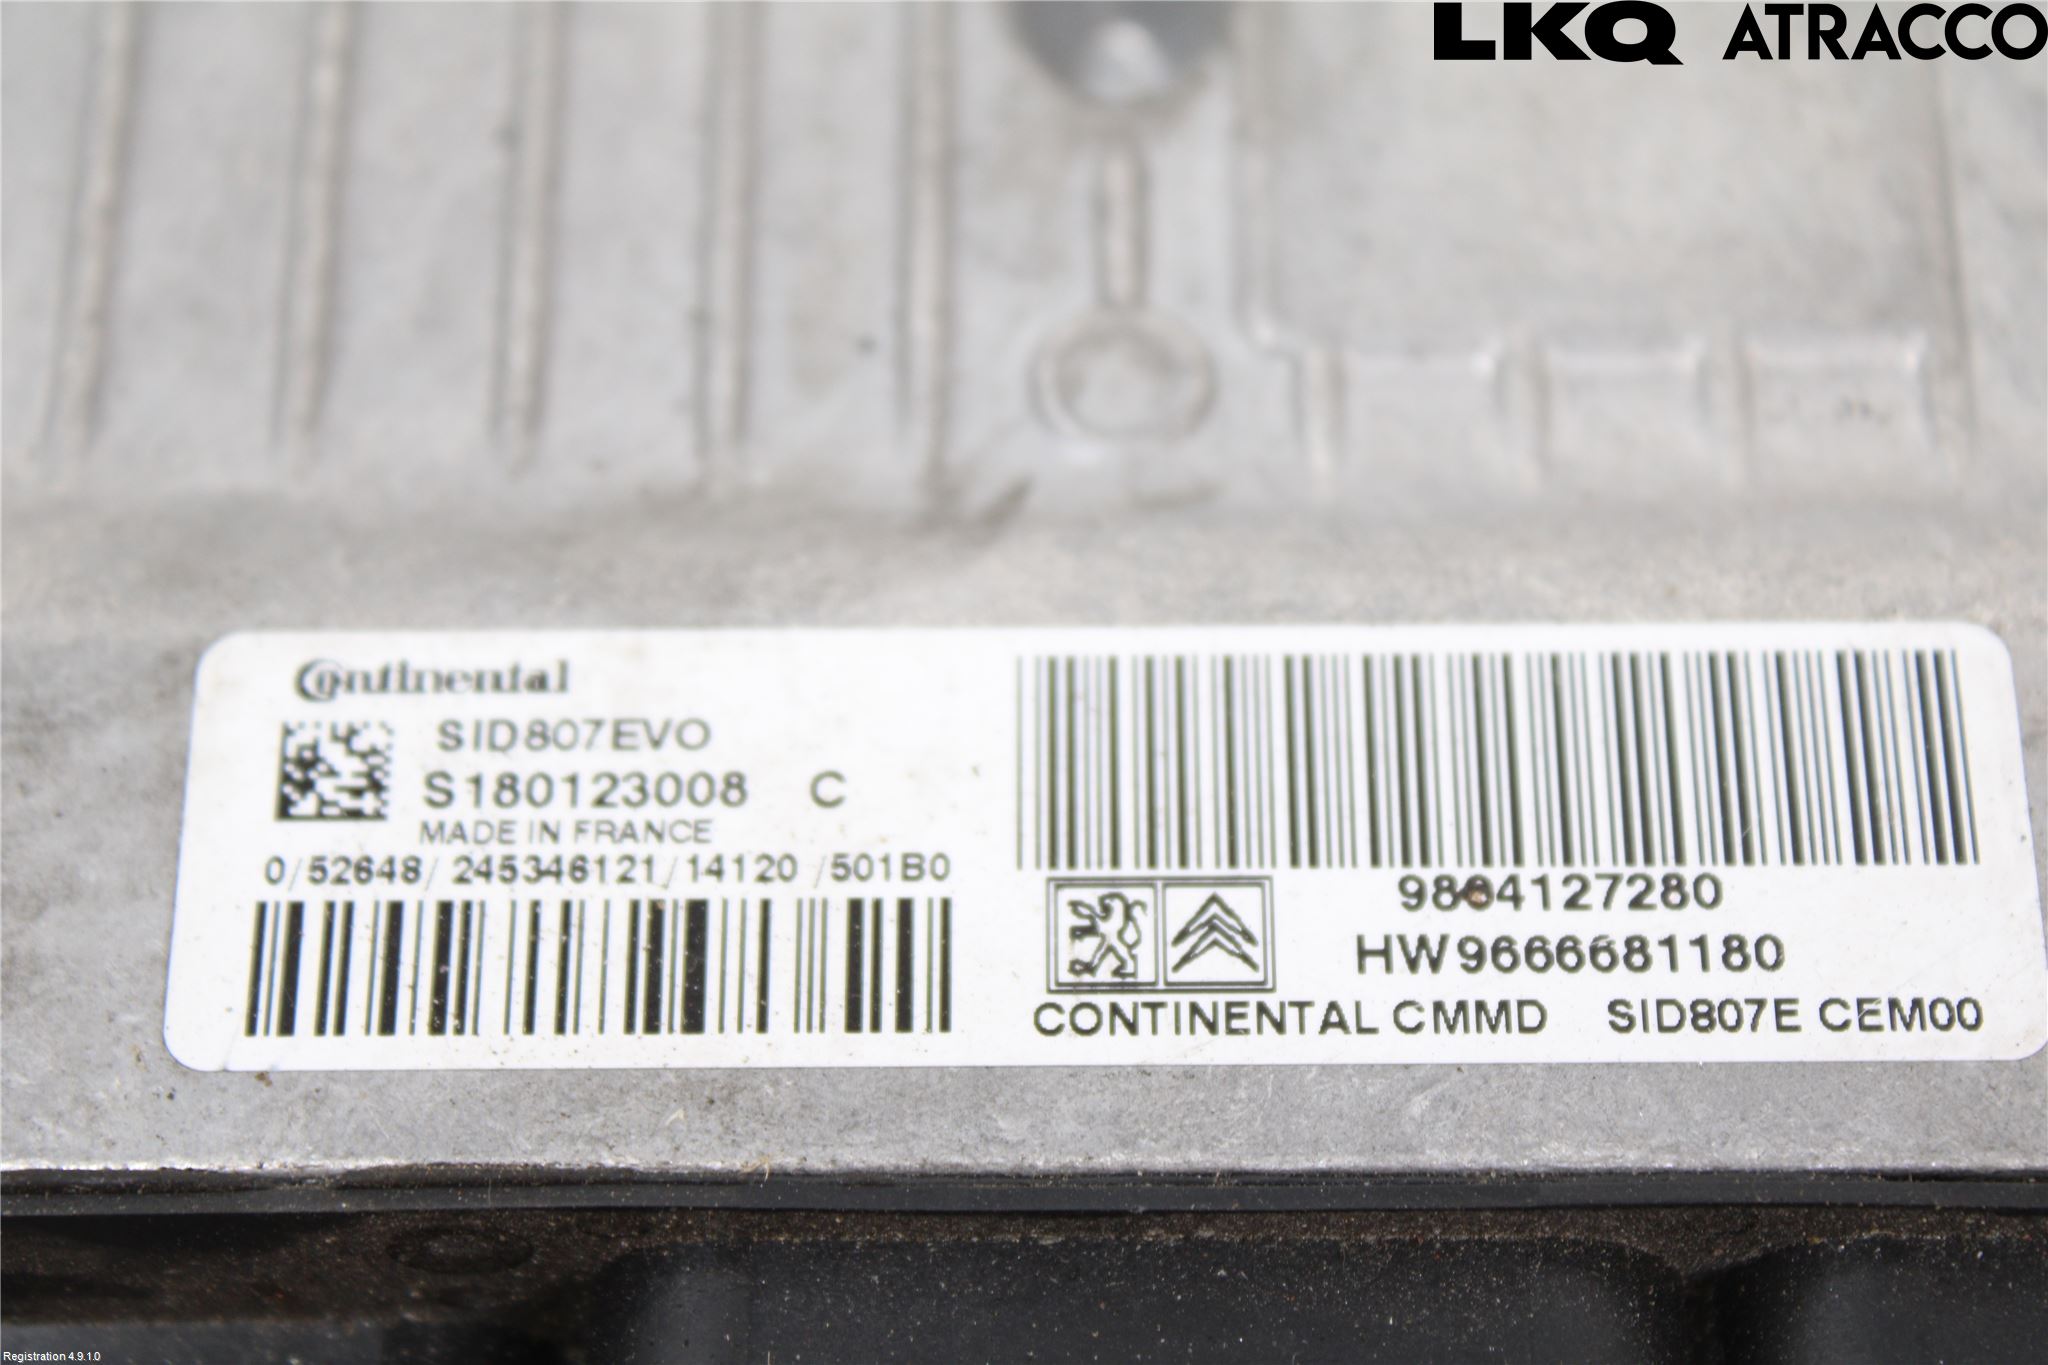 LKQ ATRACCO
Continental
SID807EVO
S180123008 C
MADE IN FRANCE
0/52648/245346121/14120/501B0
HW9666681180
CONTINENTAL CMMD SID807E CEM00
Registration 4.9.1.0